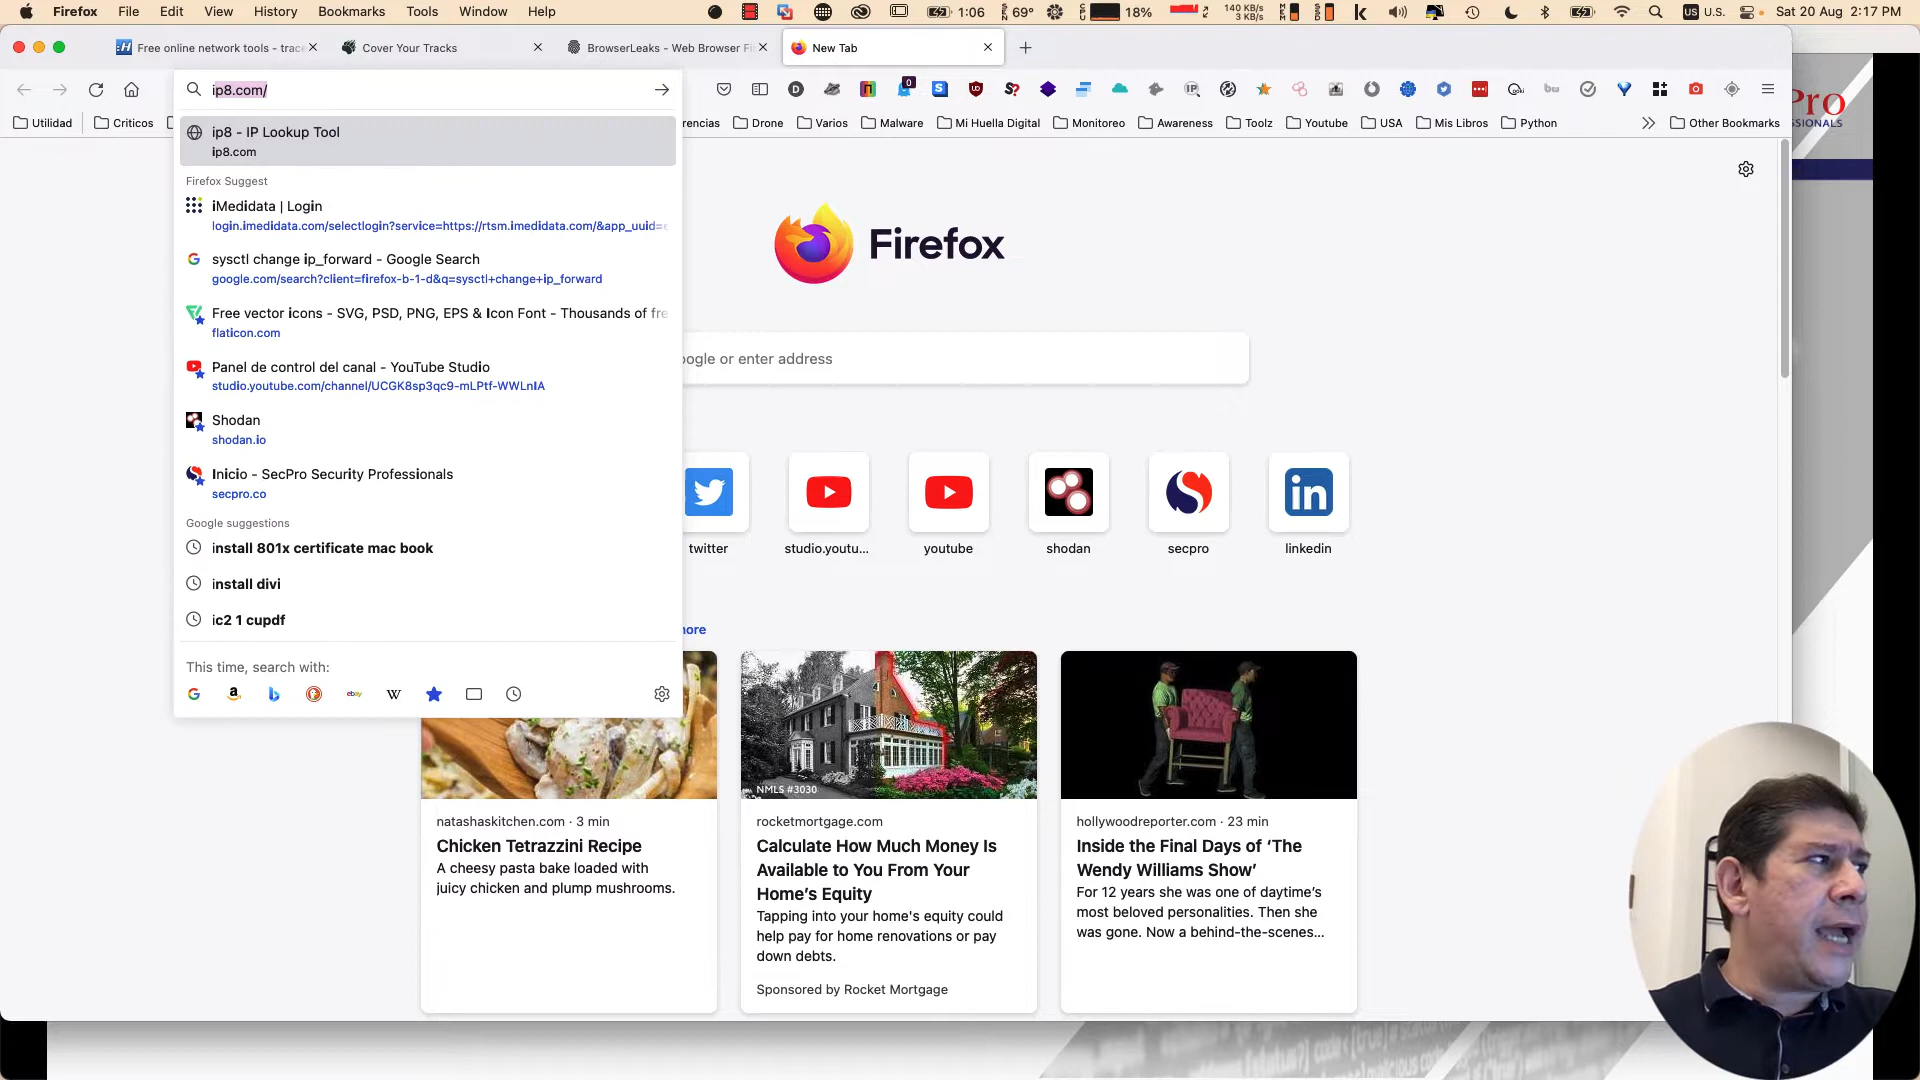 Firefox File Edit View History Bookmarks Tools Window Help 1:06 69° 18% 140 KB/s 3 KB/s U.S. Sat 20 Aug 2:17 PM
Free online network tools - trace
Cover Your Tracks
BrowserLeaks - Web Browser Fi
New Tab
ip8.com/
0
Utilidad
Criticos
rencias
Drone
Varios
Malware
Mi Huella Digital
Monitoreo
Awareness
Toolz
Youtube
USA
Mis Libros
Python
Other Bookmarks
Pro
SSIONALS
ip8 - IP Lookup Tool
ip8.com
Firefox Suggest
iMedidata | Login
login.imedidata.com/selectlogin?service=https://rtsm.imedidata.com/&app_uuid=e
sysctl change ip_forward - Google Search
google.com/search?client=firefox-b-1-d&q=sysctl+change+ip_forward
Free vector icons - SVG, PSD, PNG, EPS & Icon Font - Thousands of fre
flaticon.com
Panel de control del canal - YouTube Studio
studio.youtube.com/channel/UCGK8sp3qc9-mLPtf-WWLnIA
Shodan
shodan.io
Inicio - SecPro Security Professionals
secpro.co
Google suggestions
install 801x certificate mac book
install divi
ic2 1 cupdf
This time, search with:
Firefox
oogle or enter address
twitter
studio.youtu...
youtube
shodan
secpro
linkedin
nore
NMLS #3030
natashaskitchen.com · 3 min
Chicken Tetrazzini Recipe
A cheesy pasta bake loaded with
juicy chicken and plump mushrooms.
rocketmortgage.com
Calculate How Much Money Is
Available to You From Your
Home's Equity
Tapping into your home's equity could
help pay for home renovations or pay
down debts.
Sponsored by Rocket Mortgage
hollywoodreporter.com · 23 min
Inside the Final Days of ‘The
Wendy Williams Show’
For 12 years she was one of daytime’s
most beloved personalities. Then she
was gone. Now a behind-the-scenes...